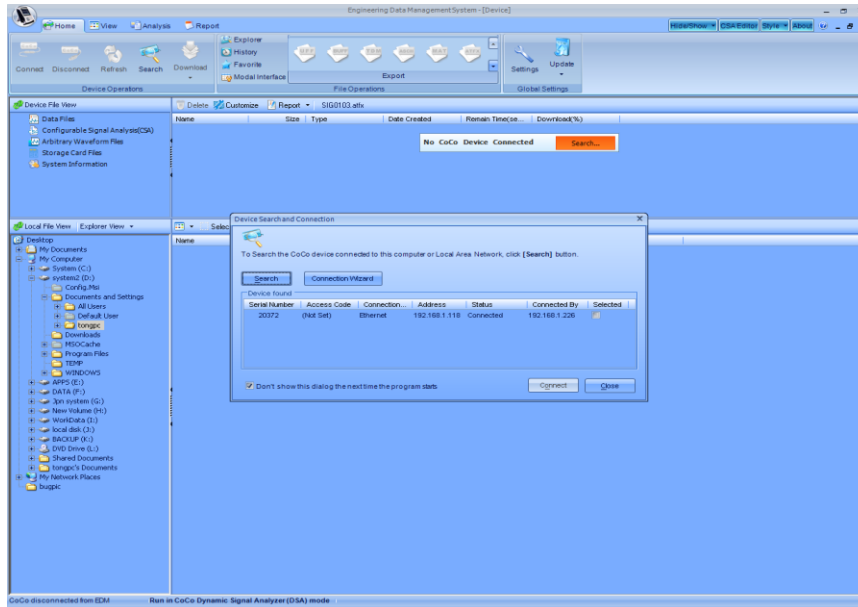 Engineering Data Management System - [Device]
Home View Analysis Report
Hide/Show CSA Editor Style About
Connect Disconnect Refresh Search Download
Explorer
History
Favorite
Modal Interface
Export
Settings Update
Device Operations File Operations Global Settings
Device File View
Delete Customize Report SIG0103.atfx
Data Files
Configurable Signal Analysis(CSA)
Arbitrary Waveform Files
Storage Card Files
System Information
Name Size Type Date Created Remain Time(se... Download(%)
No CoCo Device Connected Search...
Local File View Explorer View
Selec
Name
Desktop
My Documents
My Computer
System (C:)
system2 (D:)
Config.Msi
Documents and Settings
All Users
Default User
tongpc
Downloads
MSOCache
Program Files
TEMP
WINDOWS
APPS (E:)
DATA (F:)
Jpn system (G:)
New Volume (H:)
WorkData (I:)
local disk (J:)
BACKUP (K:)
DVD Drive (L:)
Shared Documents
tongpc's Documents
My Network Places
bugpic
Device Search and Connection
To Search the CoCo device connected to this computer or Local Area Network, click [Search] button.
Search Connection Wizard
Device found
Serial Number Access Code Connection... Address Status Connected By Selected
20372 (Not Set) Ethernet 192.168.1.118 Connected 192.168.1.226
Don't show this dialog the next time the program starts
Connect Close
CoCo disconnected from EDM Run in CoCo Dynamic Signal Analyzer (DSA) mode